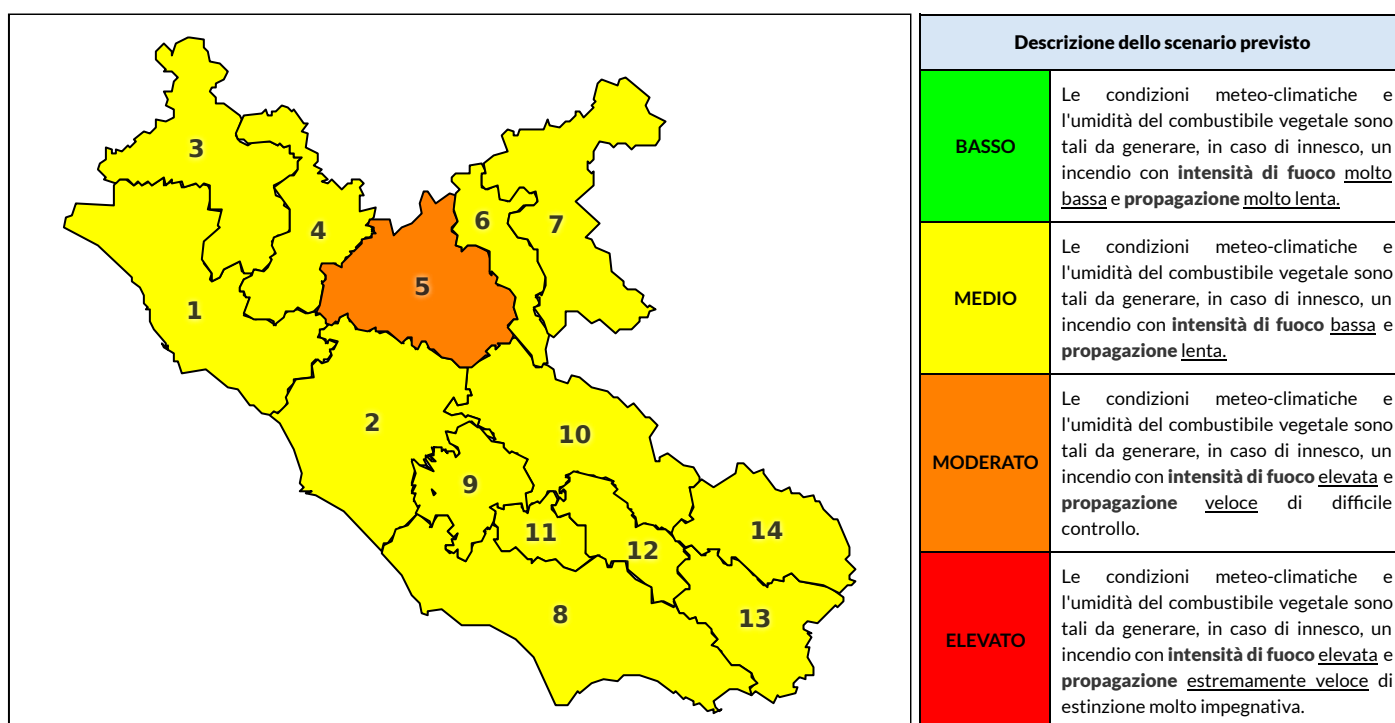 3
4
6
7
5
1
2
10
9
11
12
14
8
13
Descrizione dello scenario previsto
BASSO
Le condizioni meteo-climatiche e
l'umidità del combustibile vegetale sono
tali da generare, in caso di innesco, un
incendio con intensità di fuoco molto
bassa e propagazione molto lenta.
MEDIO
Le condizioni meteo-climatiche e
l'umidità del combustibile vegetale sono
tali da generare, in caso di innesco, un
incendio con intensità di fuoco bassa e
propagazione lenta.
MODERATO
Le condizioni meteo-climatiche e
l'umidità del combustibile vegetale sono
tali da generare, in caso di innesco, un
incendio con intensità di fuoco elevata e
propagazione veloce di difficile
controllo.
ELEVATO
Le condizioni meteo-climatiche e
l'umidità del combustibile vegetale sono
tali da generare, in caso di innesco, un
incendio con intensità di fuoco elevata e
propagazione estremamente veloce di
estinzione molto impegnativa.